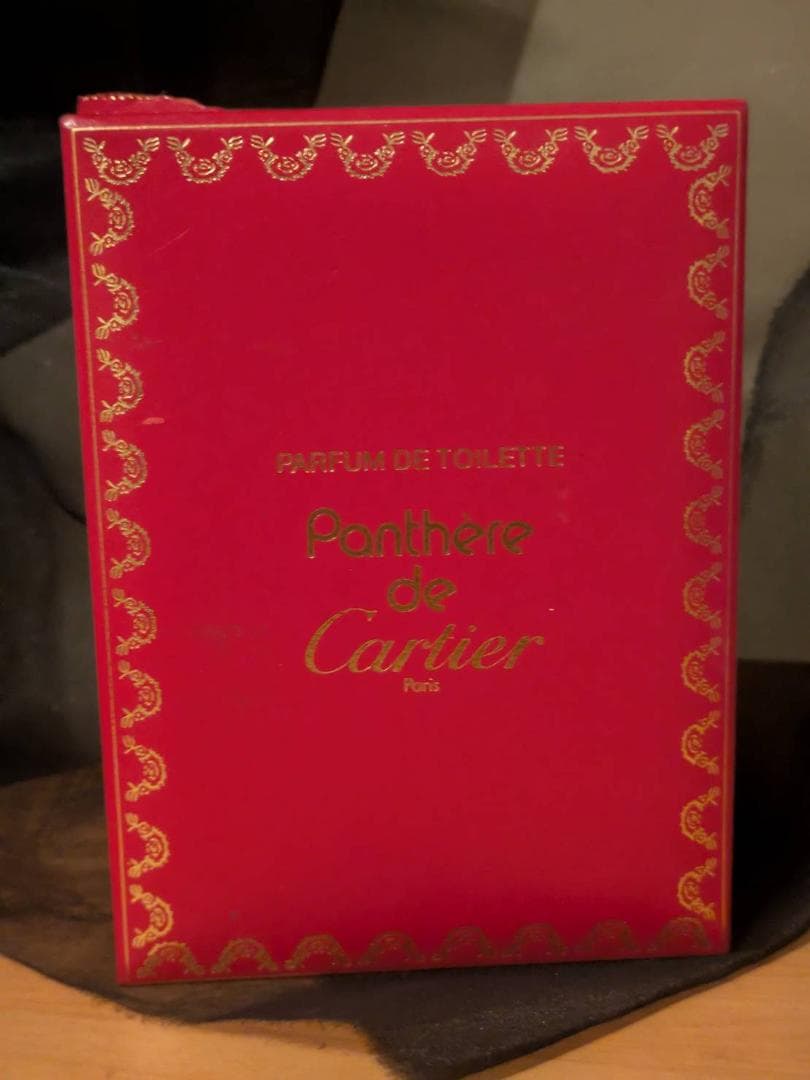 PARFUM DE TOILETTE
Panthère
de
Cartier
Paris